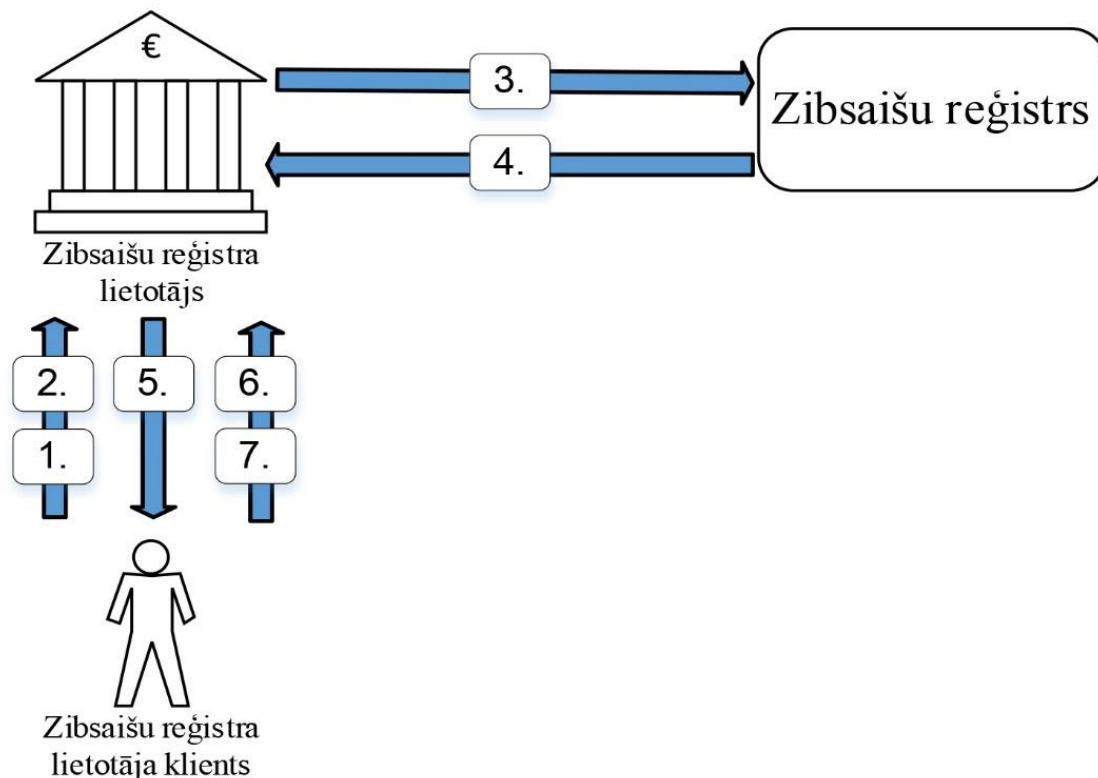 €
3.
Zibsaišu reģistrs
4.
Zibsaišu reģistra
lietotājs
2.
5.
6.
1.
7.
Zibsaišu reģistra
lietotāja klients